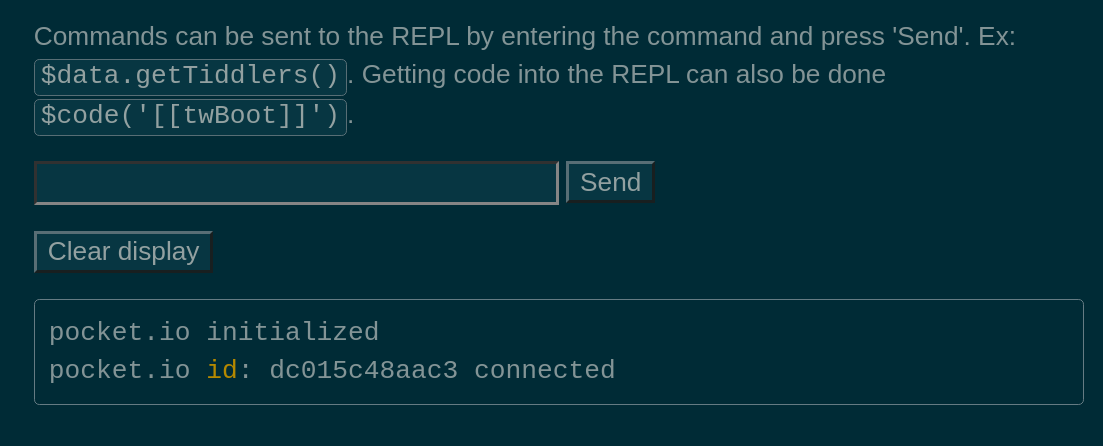 Commands can be sent to the REPL by entering the command and press 'Send'. Ex:
$data.getTiddlers(). Getting code into the REPL can also be done
$code('[[twBoot]]').
Send
Clear display
pocket.io initialized
pocket.io id: dc015c48aac3 connected